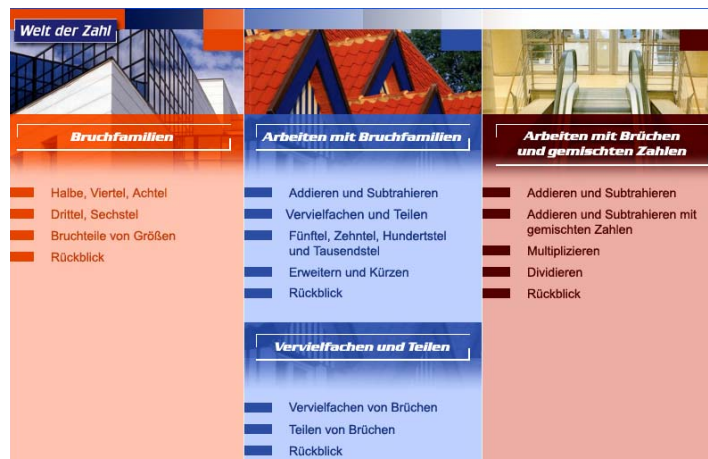 Welt der Zahl
Bruchfamilien
Halbe, Viertel, Achtel
Drittel, Sechstel
Bruchteile von Größen
Rückblick
Arbeiten mit Bruchfamilien
Addieren und Subtrahieren
Vervielfachen und Teilen
Fünftel, Zehntel, Hundertstel
und Tausendstel
Erweitern und Kürzen
Rückblick
Vervielfachen und Teilen
Vervielfachen von Brüchen
Teilen von Brüchen
Rückblick
Arbeiten mit Brüchen
und gemischten Zahlen
Addieren und Subtrahieren
Addieren und Subtrahieren mit
gemischten Zahlen
Multiplizieren
Dividieren
Rückblick